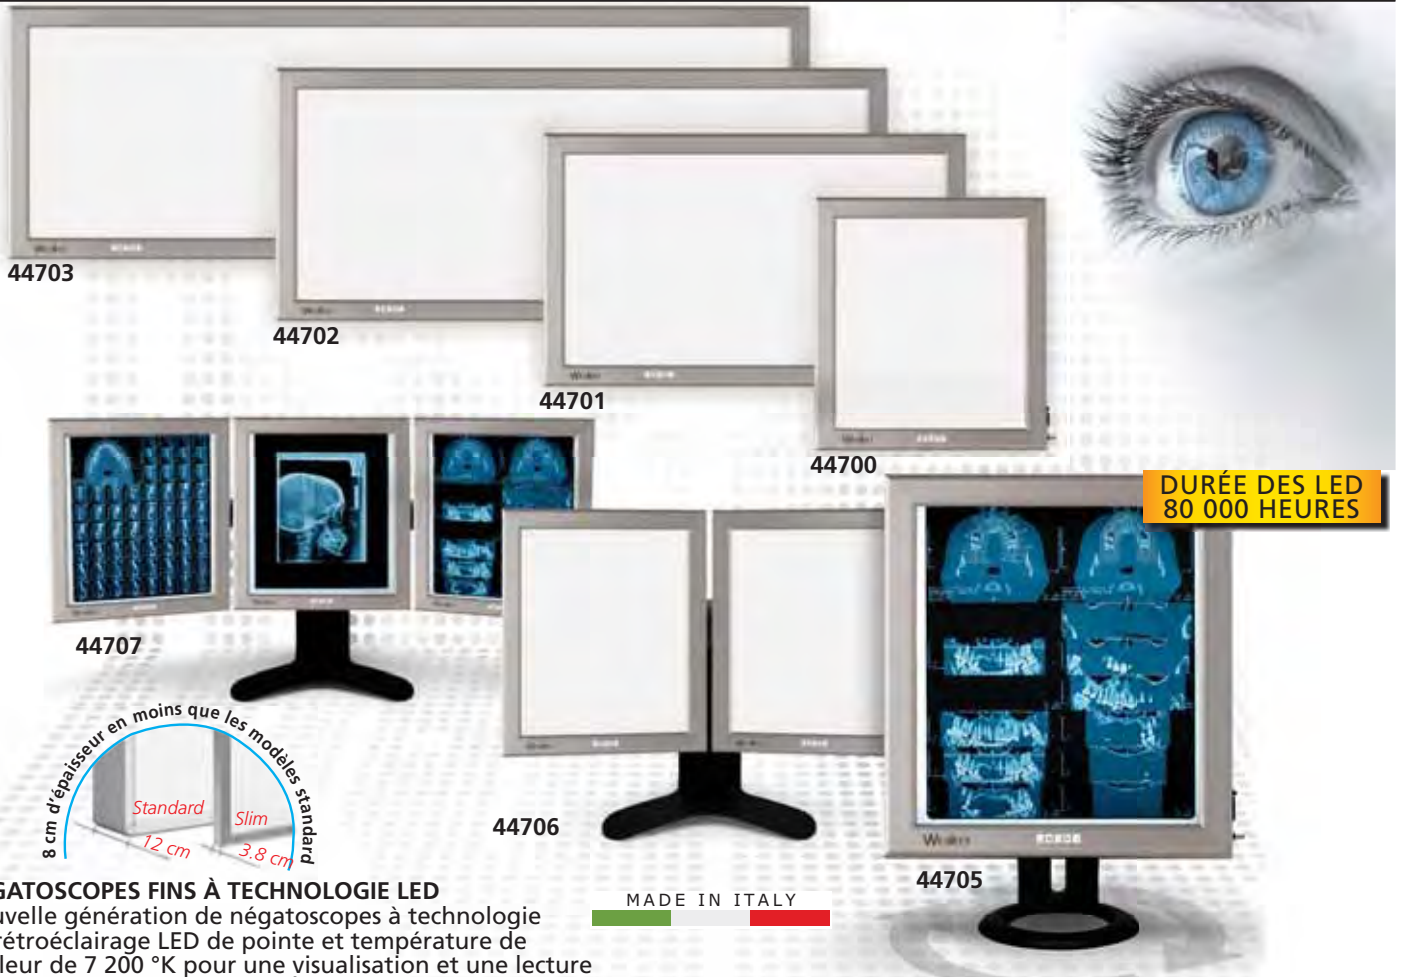 44703
44702
44701
44700
DURÉE DES LED
80 000 HEURES
44707
8 cm d'épaisseur en moins que les modèles standard
Standard
Slim
12 cm
3.8 cm
44706
44705
MADE IN ITALY
GATOSCOPES FINS À TECHNOLOGIE LED
uvelle génération de négatoscopes à technologie
rétroéclairage LED de pointe et température de
leur de 7 200 °K pour une visualisation et une lecture